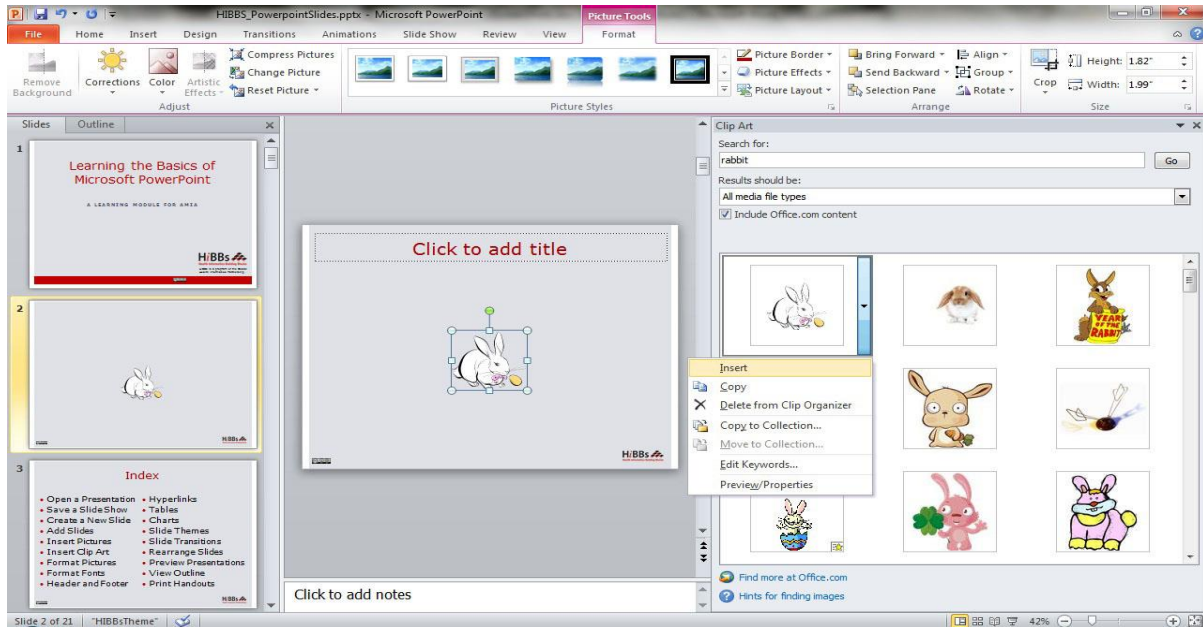 HIBBS_PowerpointSlides.pptx - Microsoft PowerPoint
Picture Tools
File Home Insert Design Transitions Animations Slide Show Review View Format
Remove Background
Corrections
Color
Artistic Effects
Compress Pictures
Change Picture
Reset Picture
Adjust
Picture Styles
Picture Border
Picture Effects
Picture Layout
Bring Forward
Send Backward
Selection Pane
Align
Group
Rotate
Arrange
Crop
Height: 1.82"
Width: 1.99"
Size
Slides Outline
1
Learning the Basics of
Microsoft PowerPoint
A LEARNING MODULE FOR AMIA
HiBBs
2
HiBBs
3
Index
• Open a Presentation
• Save a SlideShow
• Create a New Slide
• Add Slides
• Insert Pictures
• Insert Clip Art
• Format Pictures
• Format Fonts
• Header and Footer
• Hyperlinks
• Tables
• Charts
• Slide Themes
• Slide Transitions
• Rearrange Slides
• Preview Presentations
• View Outline
• Print Handouts
HiBBs
Click to add title
HiBBs
Click to add notes
Clip Art
Search for:
rabbit
Go
Results should be:
All media file types
Include Office.com content
YEAR
OF THE
RABBIT
Insert
Copy
Delete from Clip Organizer
Copy to Collection...
Move to Collection...
Edit Keywords...
Preview/Properties
Find more at Office.com
Hints for finding images
Slide 2 of 21 "HIBBsTheme" 42%